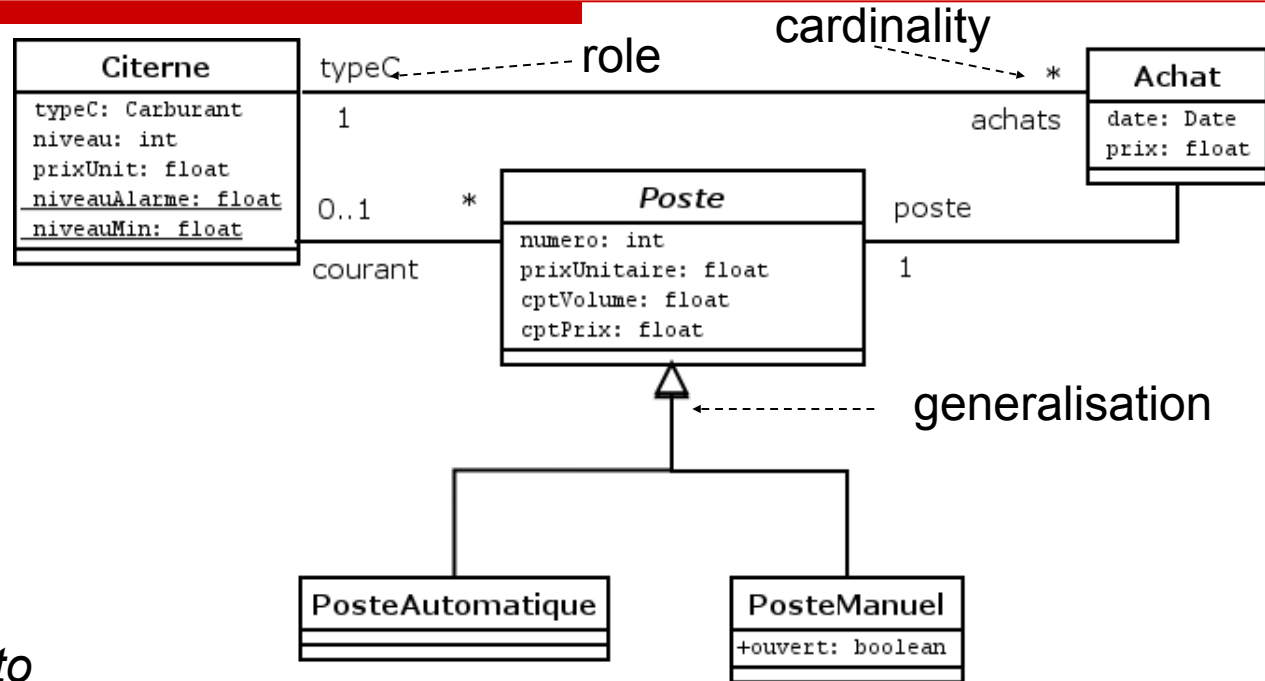 cardinality
role
Citerne
typeC: Carburant
niveau: int
prixUnit: float
niveauAlarme: float
niveauMin: float
typeC
1
*
achats
Achat
date: Date
prix: float
0..1
*
courant
Poste
numero: int
prixUnitaire: float
cptVolume: float
cptPrix: float
poste
1
generalisation
PosteAutomatique
PosteManuel
+ouvert: boolean
to